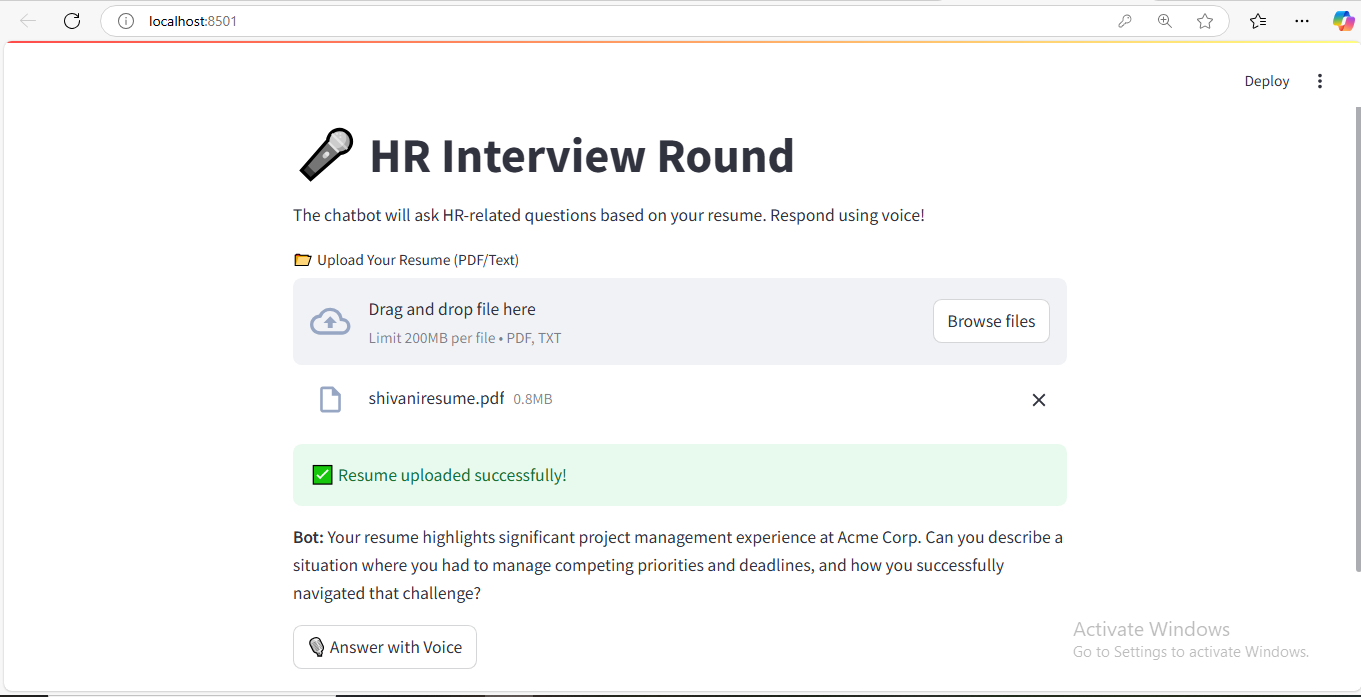 localhost:8501
Deploy
HR Interview Round
The chatbot will ask HR-related questions based on your resume. Respond using voice!
Upload Your Resume (PDF/Text)
Drag and drop file here
Limit 200MB per file • PDF, TXT
Browse files
shivaniresume.pdf 0.8MB
Resume uploaded successfully!
Bot: Your resume highlights significant project management experience at Acme Corp. Can you describe a
situation where you had to manage competing priorities and deadlines, and how you successfully
navigated that challenge?
Answer with Voice
Activate Windows
Go to Settings to activate Windows.